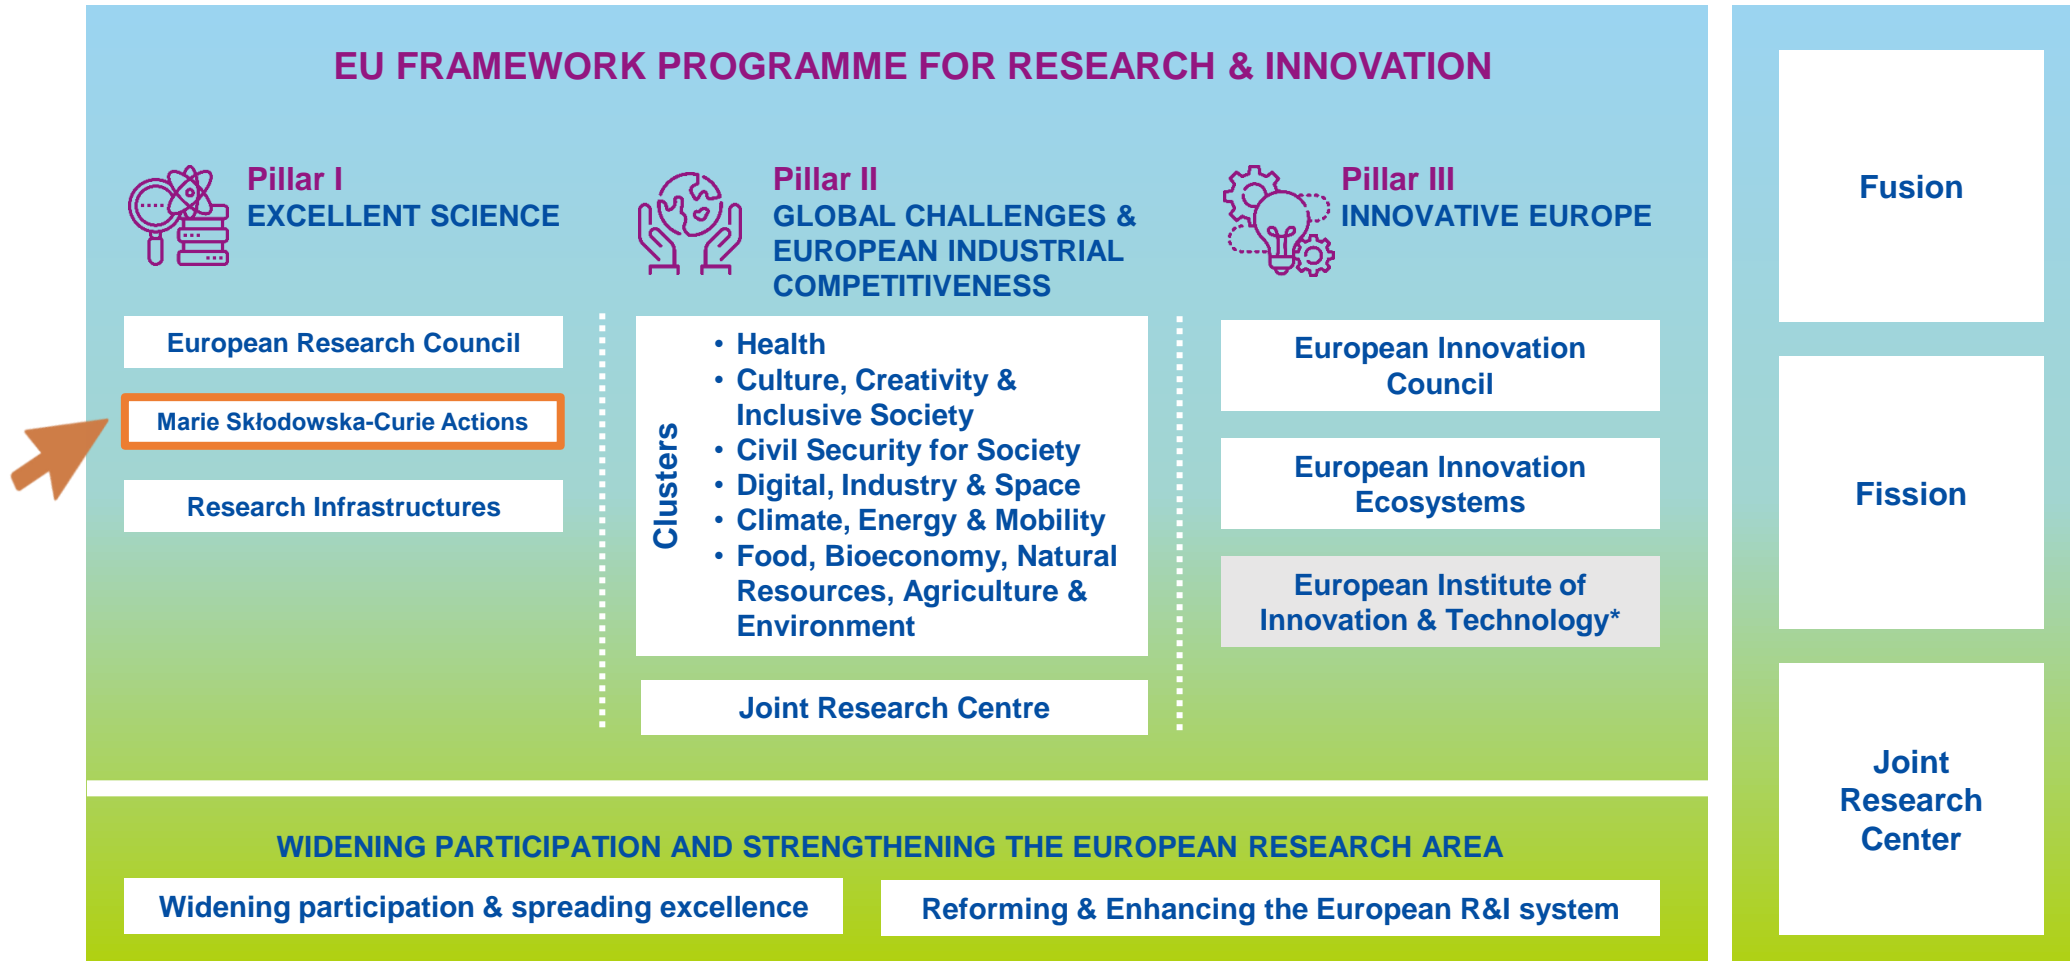 EU FRAMEWORK PROGRAMME FOR RESEARCH & INNOVATION
Pillar I
EXCELLENT SCIENCE
European Research Council
Marie Skłodowska-Curie Actions
Research Infrastructures
Pillar II
GLOBAL CHALLENGES &
EUROPEAN INDUSTRIAL
COMPETITIVENESS
Clusters
• Health
• Culture, Creativity &
Inclusive Society
• Civil Security for Society
• Digital, Industry & Space
• Climate, Energy & Mobility
• Food, Bioeconomy, Natural
Resources, Agriculture &
Environment
Joint Research Centre
Pillar III
INNOVATIVE EUROPE
European Innovation
Council
European Innovation
Ecosystems
European Institute of
Innovation & Technology*
WIDENING PARTICIPATION AND STRENGTHENING THE EUROPEAN RESEARCH AREA
Widening participation & spreading excellence
Reforming & Enhancing the European R&I system
Fusion
Fission
Joint
Research
Center